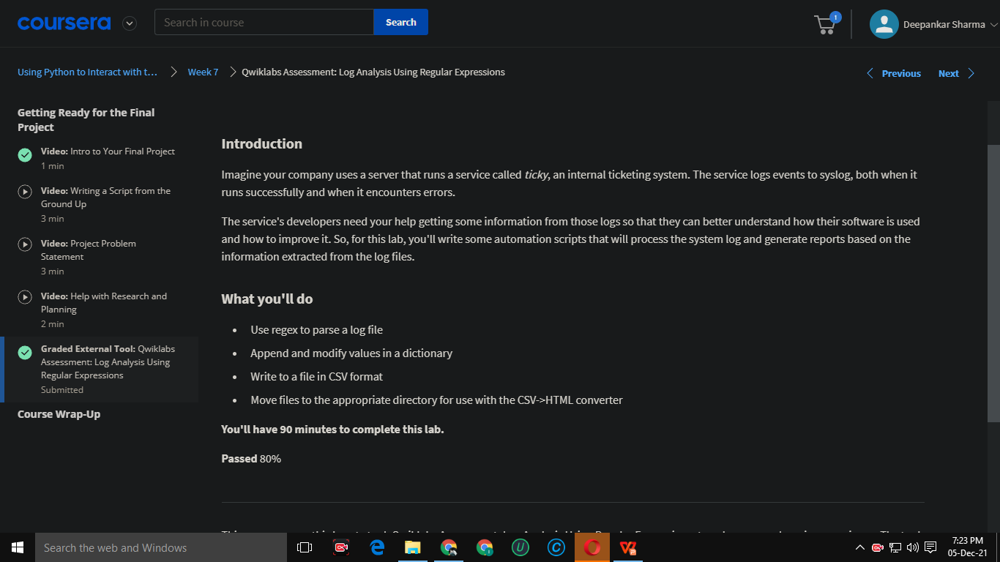 coursera
Search in course
Search
1
Deepankar Sharma
Using Python to Interact with t...
Week 7
Qwiklabs Assessment: Log Analysis Using Regular Expressions
Previous
Next
Getting Ready for the Final
Project
Video: Intro to Your Final Project
1 min
Video: Writing a Script from the
Ground Up
3 min
Video: Project Problem
Statement
3 min
Video: Help with Research and
Planning
2 min
Graded External Tool: Qwiklabs
Assessment: Log Analysis Using
Regular Expressions
Submitted
Course Wrap-Up
Introduction
Imagine your company uses a server that runs a service called ticky, an internal ticketing system. The service logs events to syslog, both when it
runs successfully and when it encounters errors.
The service's developers need your help getting some information from those logs so that they can better understand how their software is used
and how to improve it. So, for this lab, you'll write some automation scripts that will process the system log and generate reports based on the
information extracted from the log files.
What you'll do
• Use regex to parse a log file
• Append and modify values in a dictionary
• Write to a file in CSV format
• Move files to the appropriate directory for use with the CSV->HTML converter
You'll have 90 minutes to complete this lab.
Passed 80%
Search the web and Windows
7:23 PM
05-Dec-21